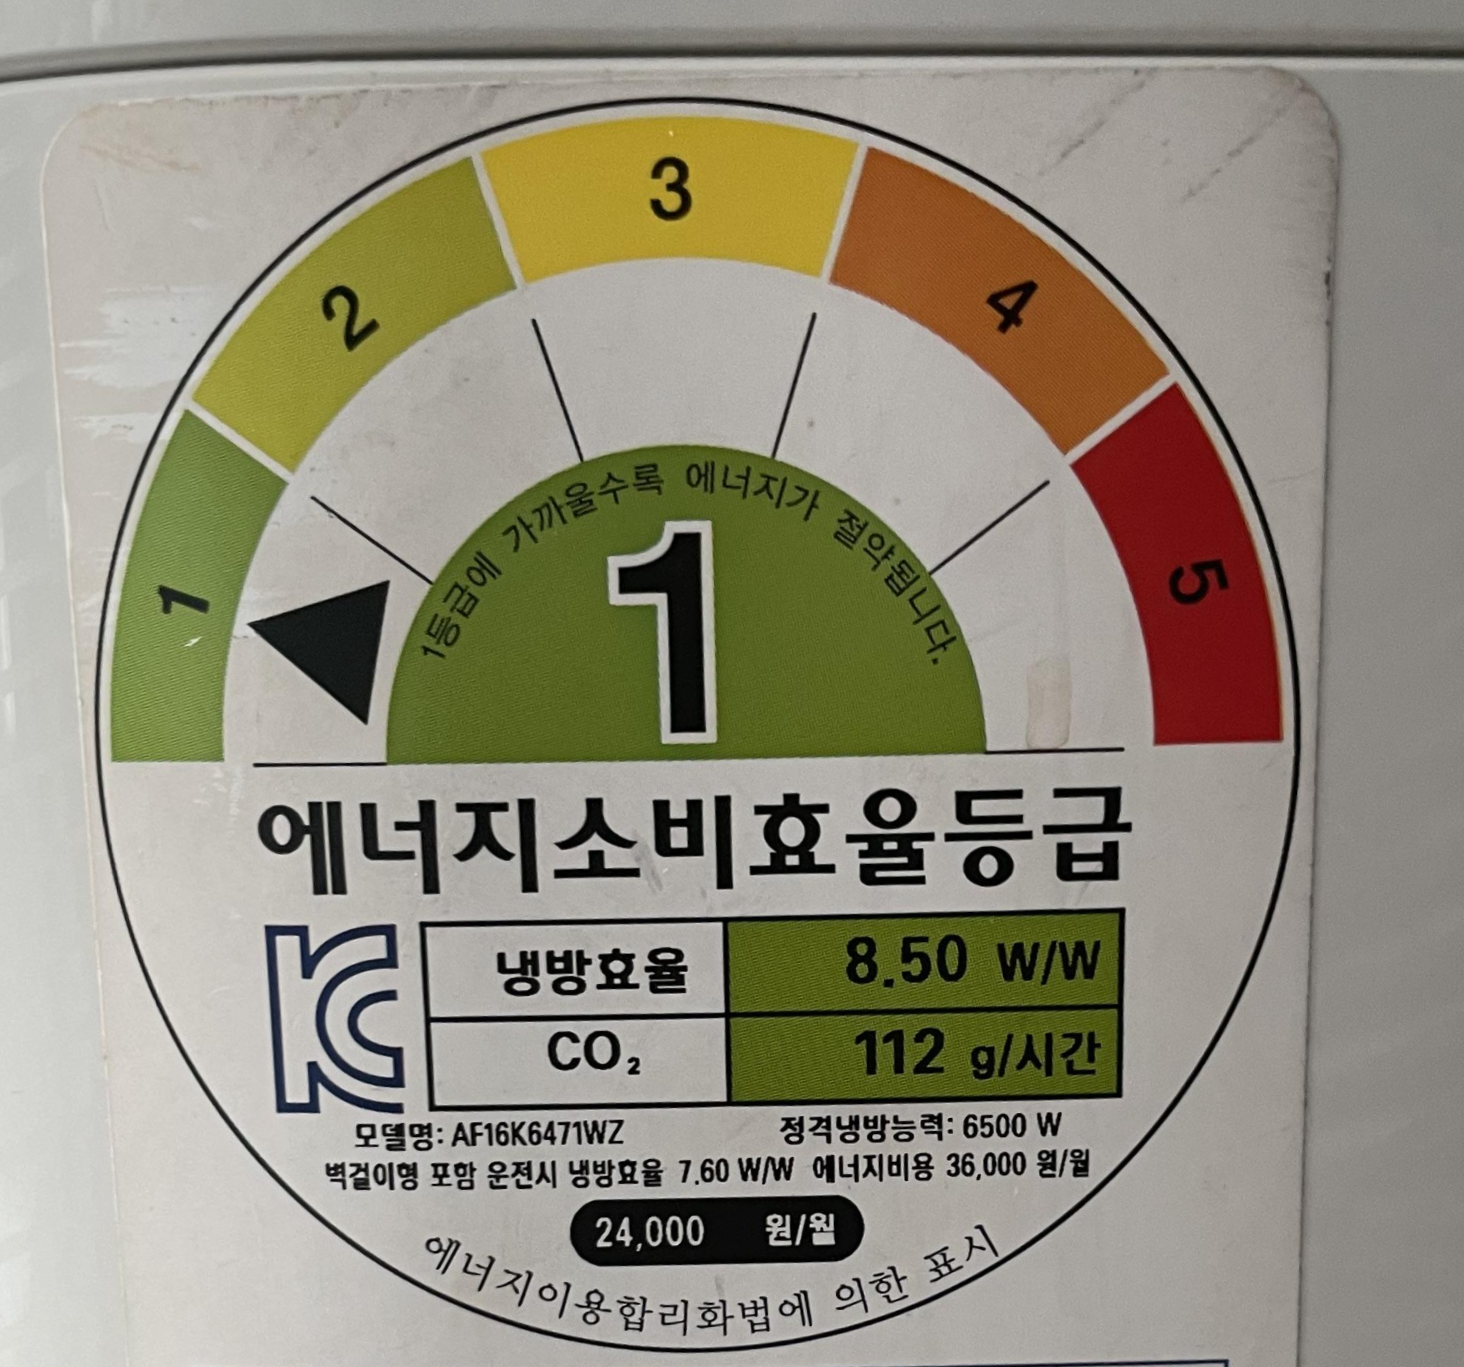 1
2
3
4
5
1등급에 가까울수록 에너지가 절약됩니다.
1
에너지소비효율등급
냉방효율 8.50 W/W
CO₂ 112 g/시간
모델명: AF16K6471WZ 정격냉방능력: 6500 W
벽걸이형 포함 운전시 냉방효율 7.60 W/W 에너지비용 36,000 원/월
24,000 원/월
에너지이용합리화법에 의한 표시